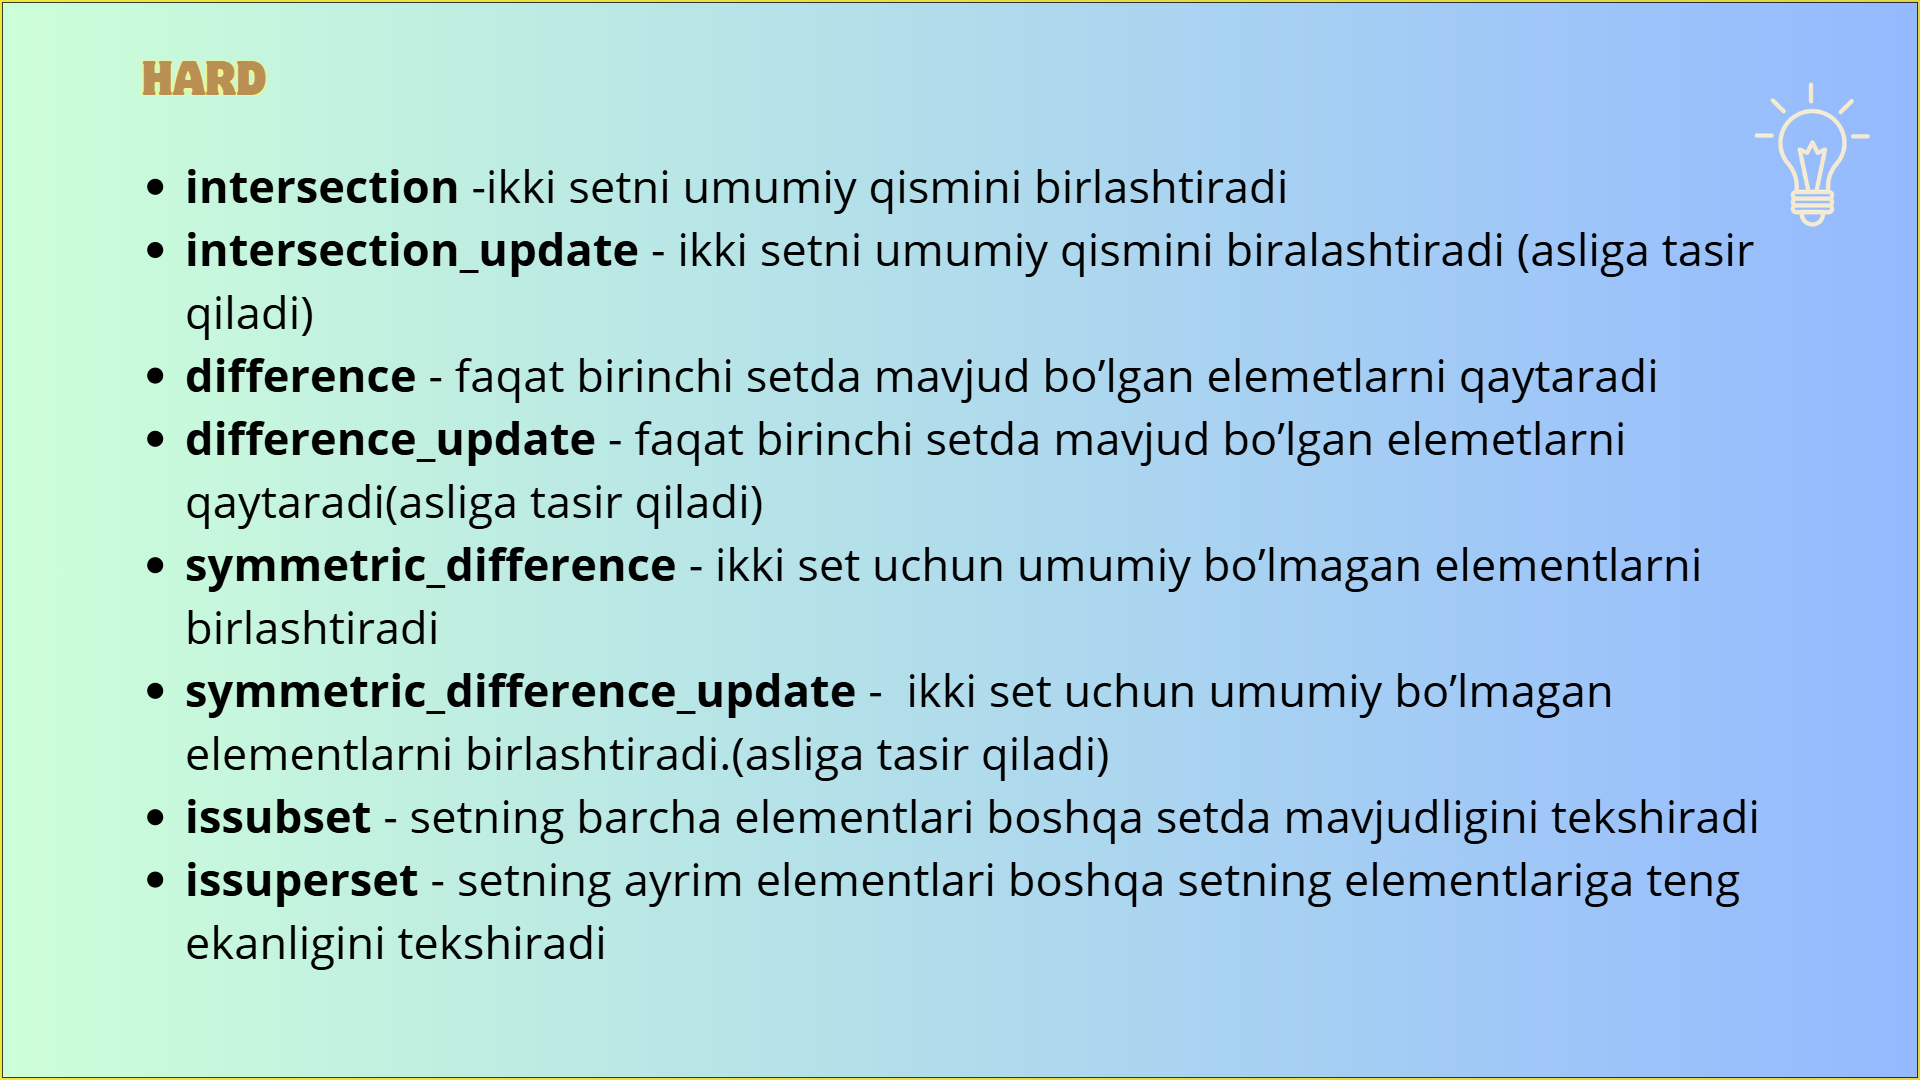 HARD
• intersection -ikki setni umumiy qismini birlashtiradi
• intersection_update - ikki setni umumiy qismini biralashtiradi (asliga tasir
qiladi)
• difference - faqat birinchi setda mavjud bo’lgan elemetlarni qaytaradi
• difference_update - faqat birinchi setda mavjud bo’lgan elemetlarni
qaytaradi(asliga tasir qiladi)
• symmetric_difference - ikki set uchun umumiy bo’lmagan elementlarni
birlashtiradi
• symmetric_difference_update -  ikki set uchun umumiy bo’lmagan
elementlarni birlashtiradi.(asliga tasir qiladi)
• issubset - setning barcha elementlari boshqa setda mavjudligini tekshiradi
• issuperset - setning ayrim elementlari boshqa setning elementlariga teng
ekanligini tekshiradi